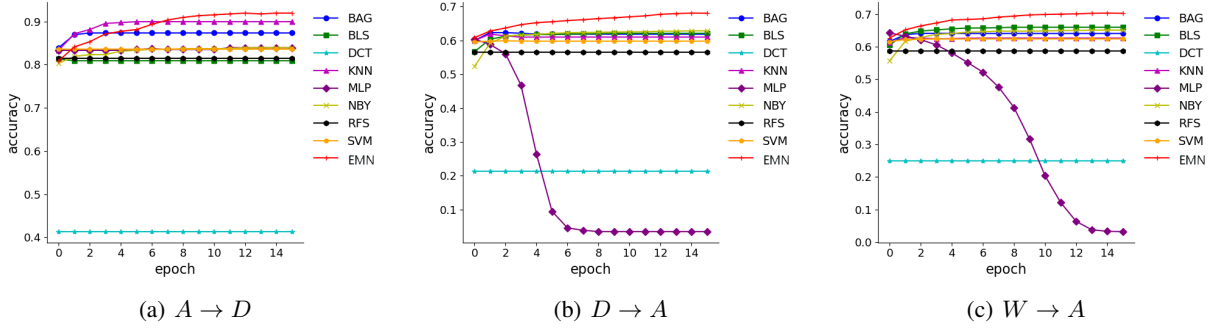 0.9
0.8
0.7
0.6
0.5
0.4
accuracy
0 2 4 6 8 10 12 14
epoch
BAG
BLS
DCT
KNN
MLP
NBY
RFS
SVM
EMN
(a) A → D
0.7
0.6
0.5
0.4
0.3
0.2
0.1
accuracy
0 2 4 6 8 10 12 14
epoch
BAG
BLS
DCT
KNN
MLP
NBY
RFS
SVM
EMN
(b) D → A
0.7
0.6
0.5
0.4
0.3
0.2
0.1
0.0
accuracy
0 2 4 6 8 10 12 14
epoch
BAG
BLS
DCT
KNN
MLP
NBY
RFS
SVM
EMN
(c) W → A